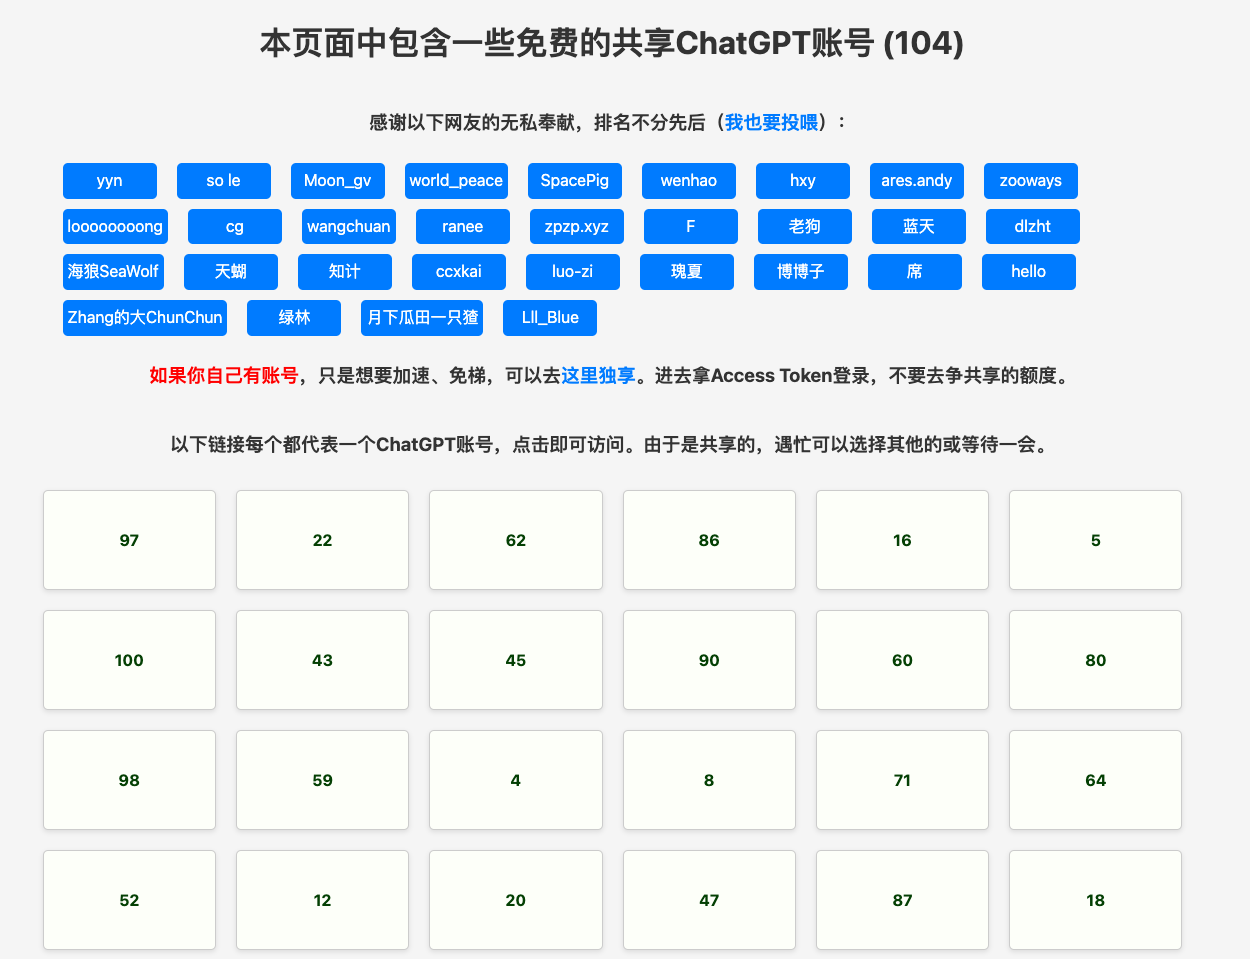 本页面中包含一些免费的共享ChatGPT账号 (104)
感谢以下网友的无私奉献，排名不分先后（我也要投喂）：
yyn so le Moon_gv world_peace SpacePig wenhao hxy ares.andy zooways
loooooooong cg wangchuan ranee zpzp.xyz F 老狗 蓝天 dlzht
海狼SeaWolf 天蝴 知计 ccxkai luo-zi 瑰夏 博博子 席 hello
Zhang的大ChunChun 绿林 月下瓜田一只猹 Lll_Blue
如果你自己有账号，只是想要加速、免梯，可以去这里独享。进去拿Access Token登录，不要去争共享的额度。
以下链接每个都代表一个ChatGPT账号，点击即可访问。由于是共享的，遇忙可以选择其他的或等待一会。
97 22 62 86 16 5
100 43 45 90 60 80
98 59 4 8 71 64
52 12 20 47 87 18